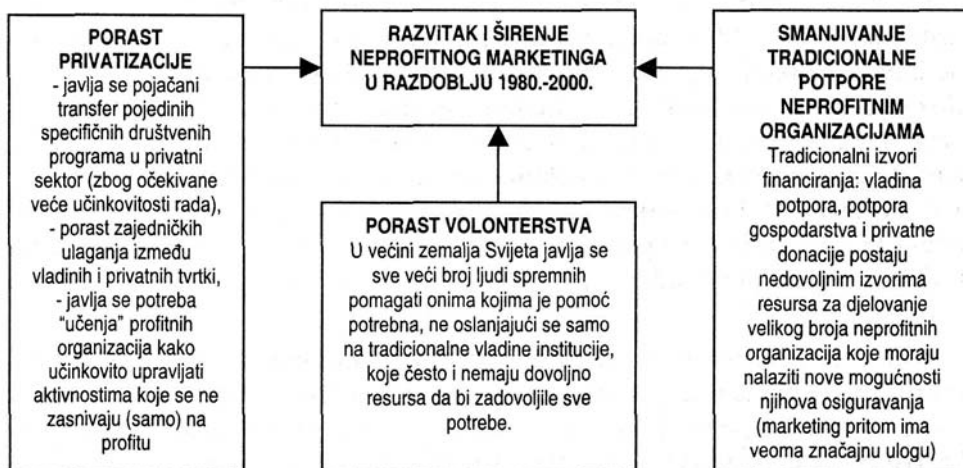 PORAST
PRIVATIZACIJE
- javlja se pojačani
transfer pojedinih
specifičnih društvenih
programa u privatni
sektor (zbog očekivane
veće učinkovitosti rada),
- porast zajedničkih
ulaganja između
vladinih i privatnih tvrtki,
- javlja se potreba
"učenja" profitnih
organizacija kako
učinkovito upravljati
aktivnostima koje se ne
zasnivaju (samo) na
profitu
RAZViTAK I ŠIRENJE
NEPROFITNOG MARKETINGA
U RAZDOBLJU 1980.-2000.
PORAST VOLONTERSTVA
U većini zemalja Svijeta javlja se
sve veći broj ljudi spremnih
pomagati onima kojima je pomoć
potrebna, ne oslanjajući se samo
na tradicionalne vladine institucije,
koje često i nemaju dovoljno
resursa da bi zadovoljile sve
potrebe.
SMANJIVANJE
TRADICIONALNE
POTPORE
NEPROFITNIM
ORGANIZACIJAMA
Tradicionalni izvori
financiranja: vladina
potpora, potpora
gospodarstva i privatne
donacije postaju
nedovoljnim izvorima
resursa za djelovanje
velikog broja neprofitnih
organizacija koje moraju
nalaziti nove mogućnosti
njihova osiguravanja
(marketing pritom ima
veoma značajnu ulogu)